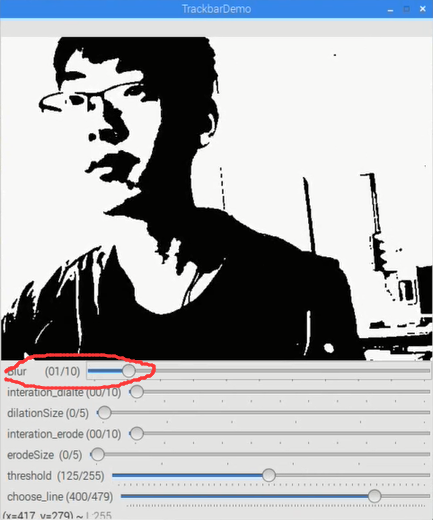 TrackbarDemo
Blur (01/10)
interation_dialte (00/10)
dilationSize (0/5)
interation_erode (00/10)
erodeSize (0/5)
threshold (125/255)
choose_line (400/479)
(x=417, y=279) ~ L:255